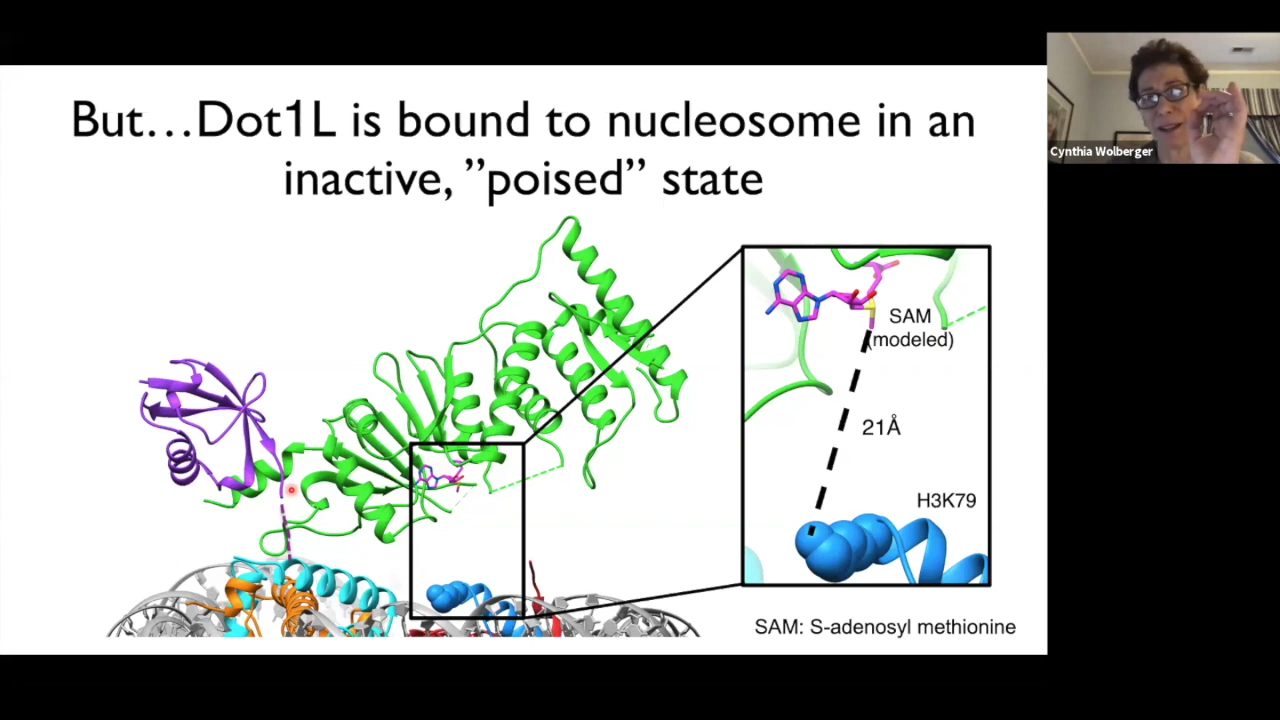 But…Dot1L is bound to nucleosome in an
inactive, ”poised” state
Cynthia Wolberger
SAM
(modeled)
21Å
H3K79
SAM: S-adenosyl methionine